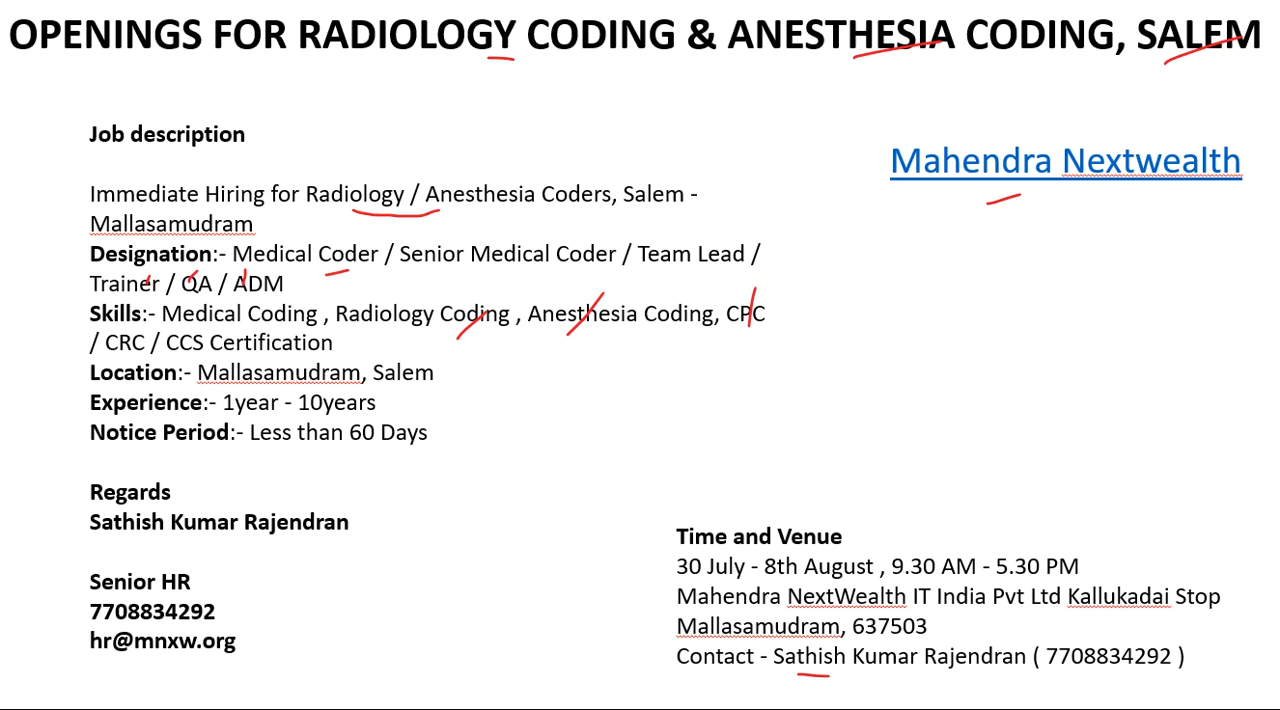 OPENINGS FOR RADIOLOGY CODING & ANESTHESIA CODING, SALEM
Job description
Mahendra Nextwealth
Immediate Hiring for Radiology / Anesthesia Coders, Salem -
Mallasamudram
Designation:- Medical Coder / Senior Medical Coder / Team Lead /
Trainer / QA / ADM
Skills:- Medical Coding , Radiology Coding , Anesthesia Coding, CPC
/ CRC / CCS Certification
Location:- Mallasamudram, Salem
Experience:- 1year - 10years
Notice Period:- Less than 60 Days
Regards
Sathish Kumar Rajendran
Senior HR
7708834292
hr@mnxw.org
Time and Venue
30 July - 8th August , 9.30 AM - 5.30 PM
Mahendra NextWealth IT India Pvt Ltd Kallukadai Stop
Mallasamudram, 637503
Contact - Sathish Kumar Rajendran ( 7708834292 )